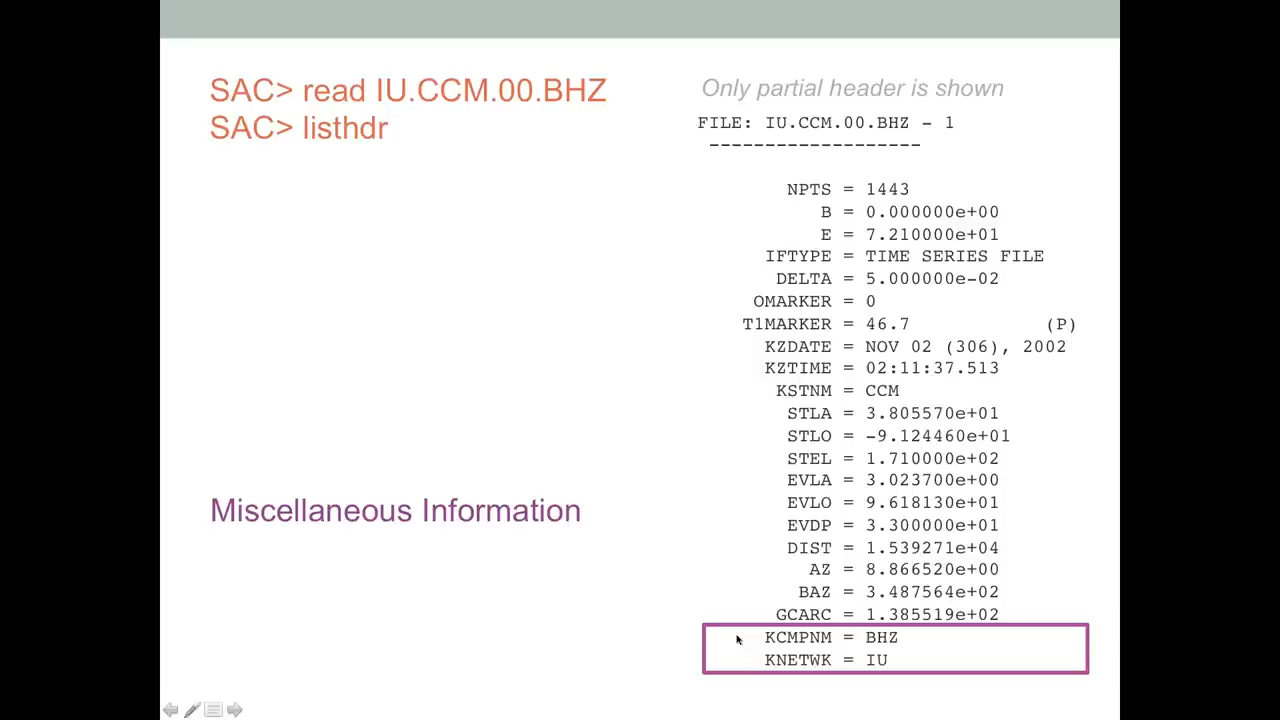 SAC> read IU.CCM.00.BHZ
SAC> listhdr
Miscellaneous Information
Only partial header is shown
FILE: IU.CCM.00.BHZ - 1
-------------------
NPTS = 1443
B = 0.000000e+00
E = 7.210000e+01
IFTYPE = TIME SERIES FILE
DELTA = 5.000000e-02
OMARKER = 0
T1MARKER = 46.7 (P)
KZDATE = NOV 02 (306), 2002
KZTIME = 02:11:37.513
KSTNM = CCM
STLA = 3.805570e+01
STLO = -9.124460e+01
STEL = 1.710000e+02
EVLA = 3.023700e+00
EVLO = 9.618130e+01
EVDP = 3.300000e+01
DIST = 1.539271e+04
AZ = 8.866520e+00
BAZ = 3.487564e+02
GCARC = 1.385519e+02
KCMPNM = BHZ
KNETWK = IU